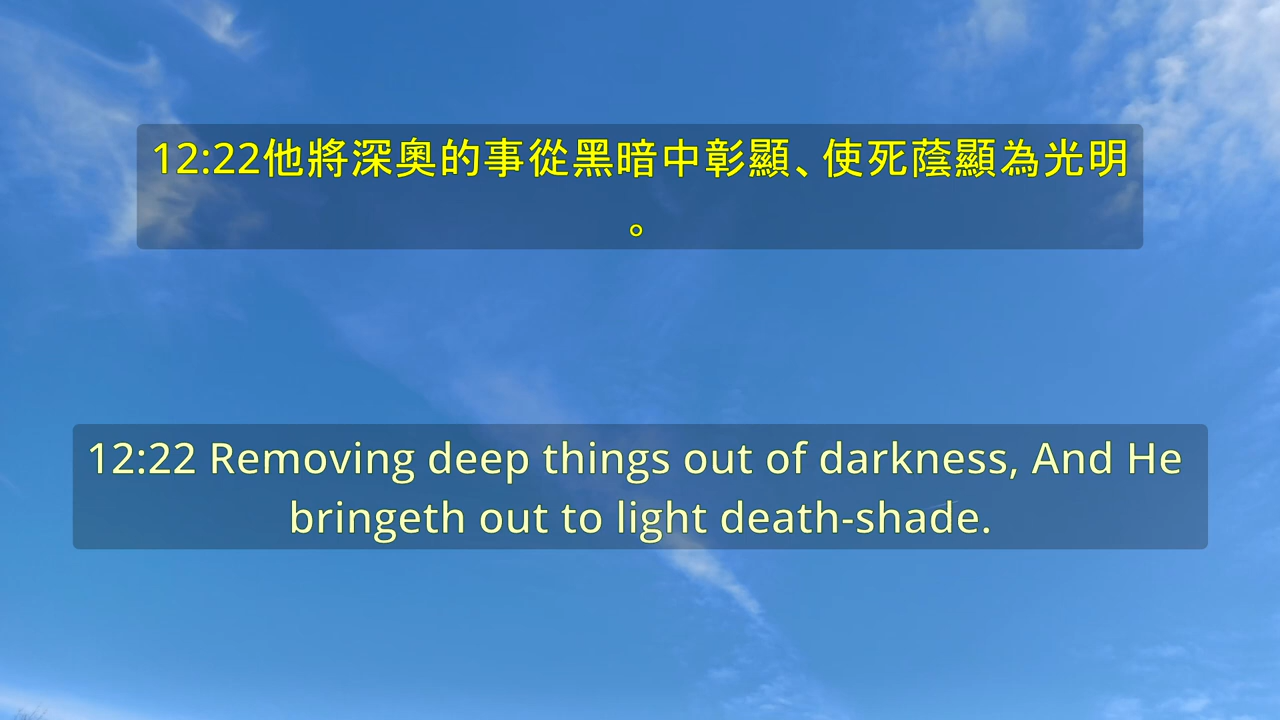 12:22他將深奧的事從黑暗中彰顯、使死蔭顯為光明
。
12:22 Removing deep things out of darkness, And He
bringeth out to light death-shade.